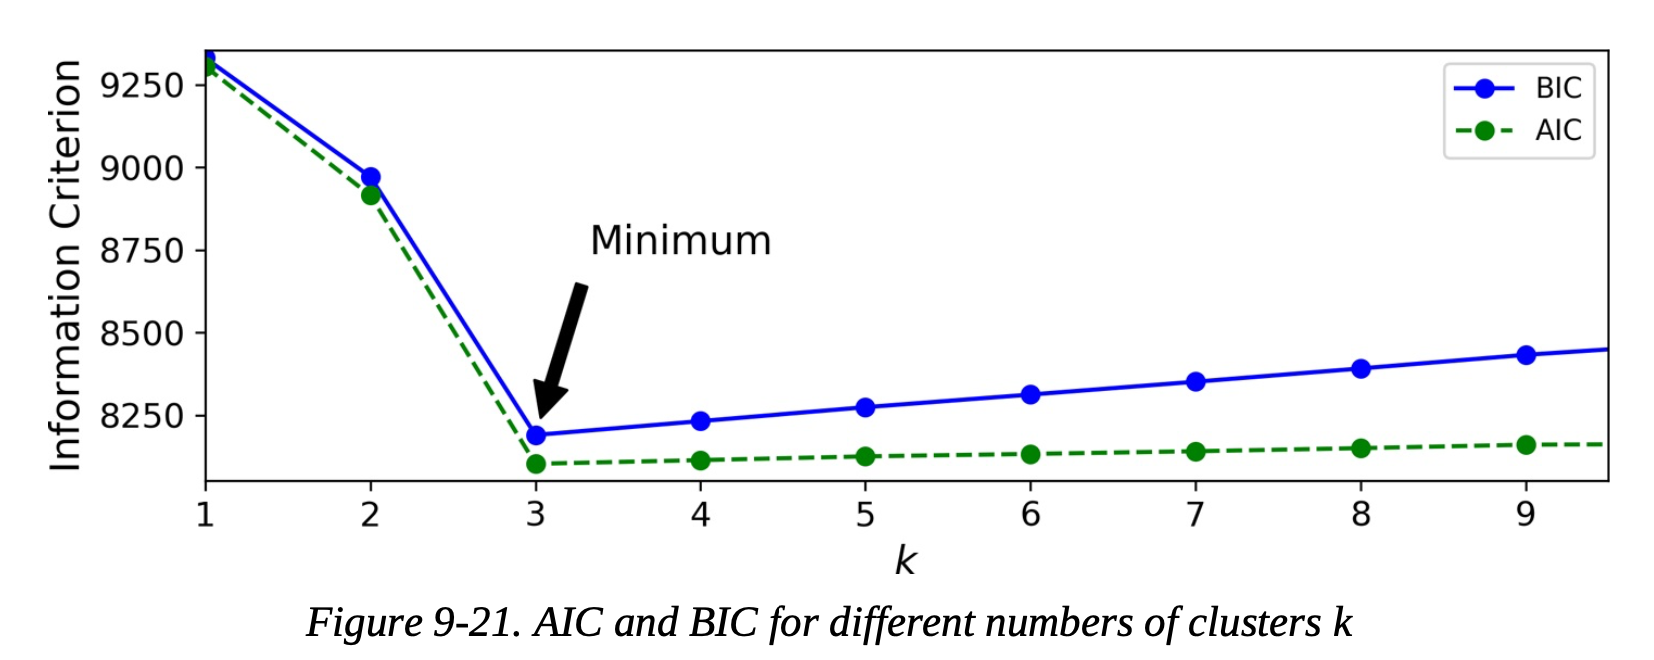 Information Criterion
9250
9000
8750
8500
8250
BIC
AIC
Minimum
1 2 3 4 5 6 7 8 9
k
Figure 9-21. AIC and BIC for different numbers of clusters k